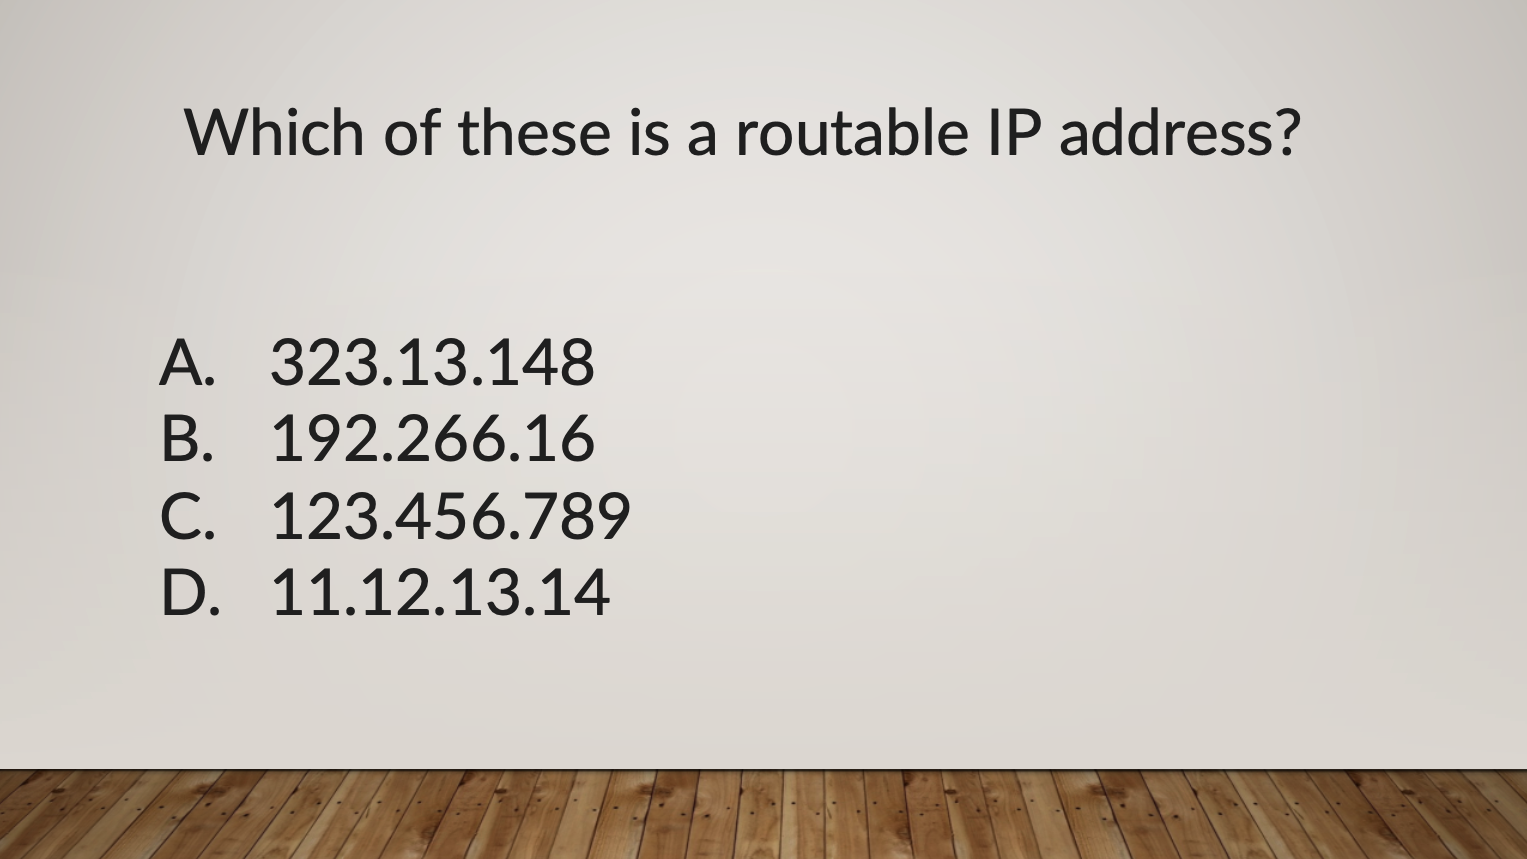 Which of these is a routable IP address?
A. 323.13.148
B. 192.266.16
C. 123.456.789
D. 11.12.13.14